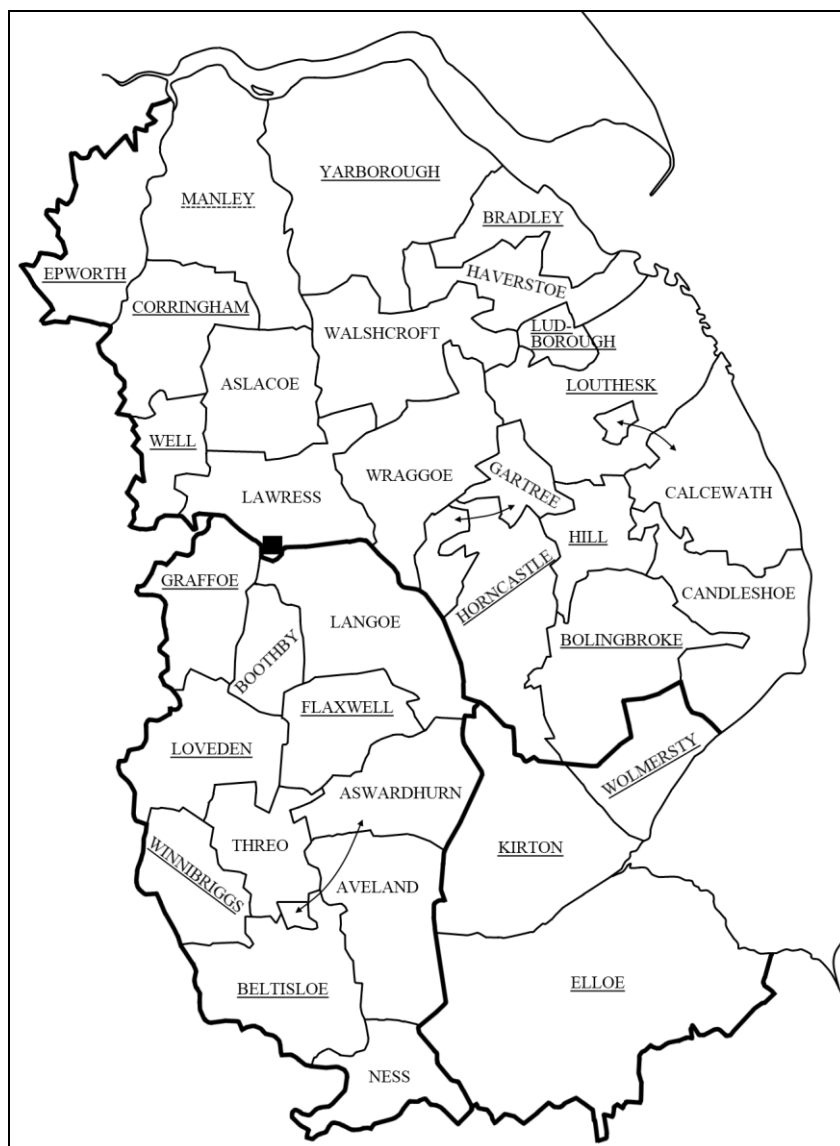 YARBOROUGH
MANLEY
BRADLEY
EPWORTH
HAVERSTOE
CORRINGHAM
WALSHCROFT
LUD-
BOROUGH
ASLACOE
LOUTHESK
WELL
WRAGGOE
GARTREE
CALCEWATH
LAWRESS
HILL
GRAFFOE
HORNCASTLE
CANDLESHOE
LANGOE
BOOTHBY
BOLINGBROKE
FLAXWELL
LOVEDEN
WOLMERSTY
ASWARDHURN
THREO
KIRTON
WINNIBRIGGS
AVELAND
BELTISLOE
ELLOE
NESS